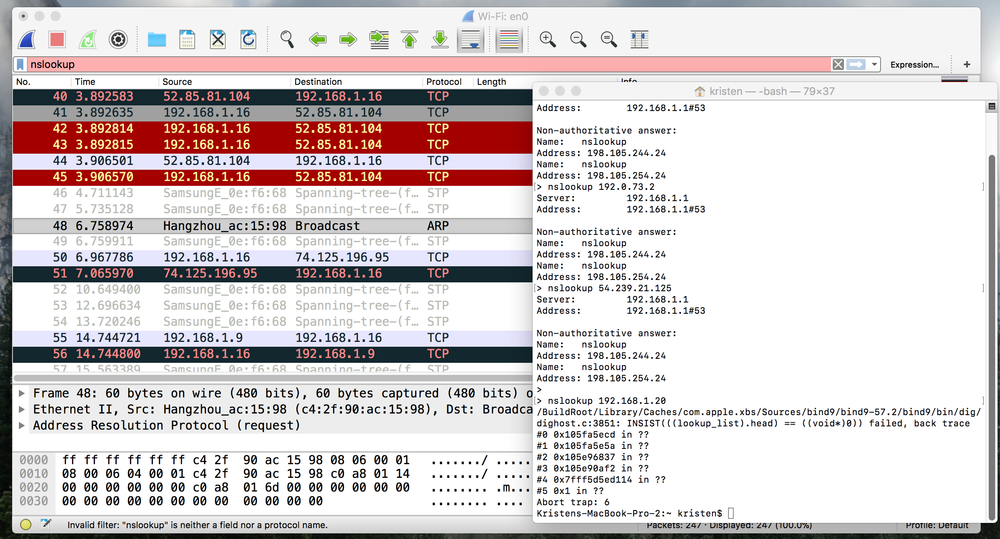 Wi-Fi: en0
nslookup
Expression...
+
No. Time Source Destination Protocol Length Info
40 3.892583 52.85.81.104 192.168.1.16 TCP
41 3.892635 192.168.1.16 52.85.81.104 TCP
42 3.892814 192.168.1.16 52.85.81.104 TCP
43 3.892815 192.168.1.16 52.85.81.104 TCP
44 3.906501 52.85.81.104 192.168.1.16 TCP
45 3.906570 192.168.1.16 52.85.81.104 TCP
46 4.711143 SamsungE_0e:f6:68 Spanning-tree-(f… STP
47 5.735128 SamsungE_0e:f6:68 Spanning-tree-(f… STP
48 6.758974 Hangzhou_ac:15:98 Broadcast ARP
49 6.759911 SamsungE_0e:f6:68 Spanning-tree-(f… STP
50 6.967786 192.168.1.16 74.125.196.95 TCP
51 7.065970 74.125.196.95 192.168.1.16 TCP
52 10.649400 SamsungE_0e:f6:68 Spanning-tree-(f… STP
53 12.696634 SamsungE_0e:f6:68 Spanning-tree-(f… STP
54 13.720246 SamsungE_0e:f6:68 Spanning-tree-(f… STP
55 14.744721 192.168.1.9 192.168.1.16 TCP
56 14.744800 192.168.1.16 192.168.1.9 TCP
57 15.563389 SamsungE_0e:f6:68 Spanning-tree-(f STP
Frame 48: 60 bytes on wire (480 bits), 60 bytes captured (480 bits) o
Ethernet II, Src: Hangzhou_ac:15:98 (c4:2f:90:ac:15:98), Dst: Broadca
Address Resolution Protocol (request)
0000 ff ff ff ff ff ff c4 2f 90 ac 15 98 08 06 00 01 ......./ .....
0010 08 00 06 04 00 01 c4 2f 90 ac 15 98 c0 a8 01 14 ......./ .....
0020 00 00 00 00 00 00 c0 a8 01 6d 00 00 00 00 00 00 ........ .m...
0030 00 00 00 00 00 00 00 00 00 00 00 00 ........ ....
Invalid filter: "nslookup" is neither a field nor a protocol name.
Packets: 247 · Displayed: 247 (100.0%)
Profile: Default
kristen — -bash — 79×37
Address: 192.168.1.1#53
Non-authoritative answer:
Name: nslookup
Address: 198.105.244.24
Name: nslookup
Address: 198.105.254.24
[> nslookup 192.0.73.2 ]
Server: 192.168.1.1
Address: 192.168.1.1#53
Non-authoritative answer:
Name: nslookup
Address: 198.105.244.24
Name: nslookup
Address: 198.105.254.24
[> nslookup 54.239.21.125 ]
Server: 192.168.1.1
Address: 192.168.1.1#53
Non-authoritative answer:
Name: nslookup
Address: 198.105.244.24
Name: nslookup
Address: 198.105.254.24
>
[> nslookup 192.168.1.20 ]
/BuildRoot/Library/Caches/com.apple.xbs/Sources/bind9/bind9-57.2/bind9/bin/dig/
dighost.c:3851: INSIST(((lookup_list).head) == ((void*)0)) failed, back trace
#0 0x105fa5ecd in ??
#1 0x105fa5e5a in ??
#2 0x105e96837 in ??
#3 0x105e90af2 in ??
#4 0x7fff5d5ed114 in ??
#5 0x1 in ??
Abort trap: 6
Kristens-MacBook-Pro-2:~ kristen$